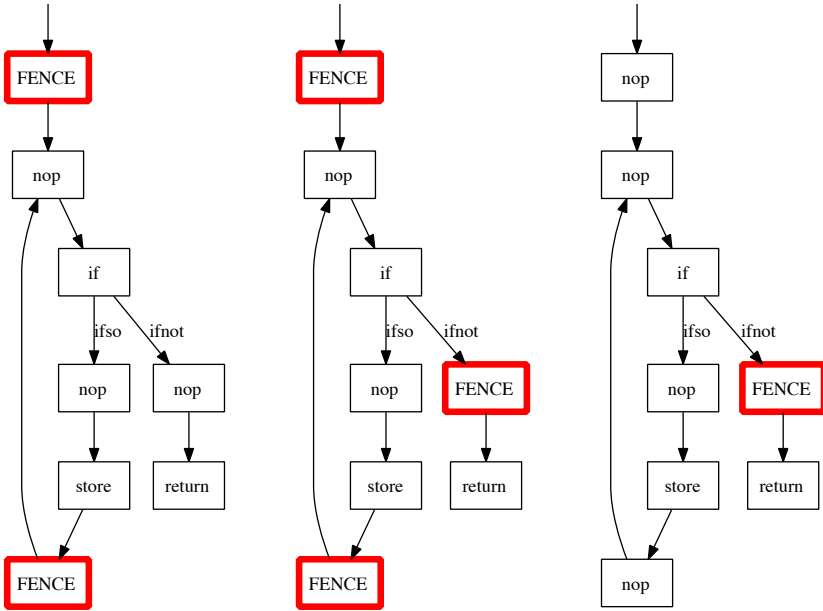 FENCE
nop
if
ifso
ifnot
nop
nop
store
return
FENCE
FENCE
nop
if
ifso
ifnot
nop
FENCE
store
return
FENCE
nop
nop
if
ifso
ifnot
nop
FENCE
store
return
nop